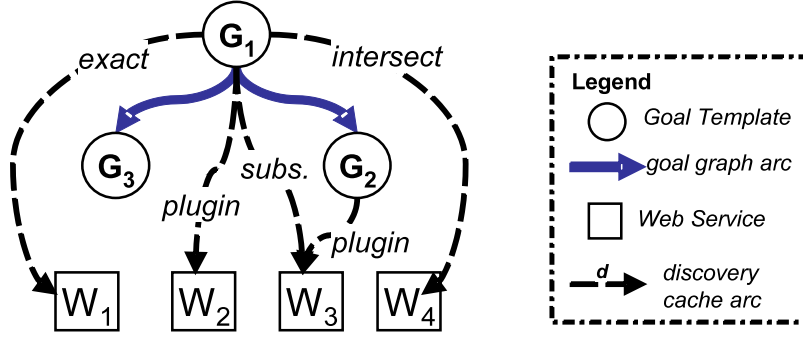 G1
exact
intersect
G3
subs.
G2
plugin
plugin
W1
W2
W3
W4
Legend
Goal Template
goal graph arc
Web Service
d
discovery
cache arc